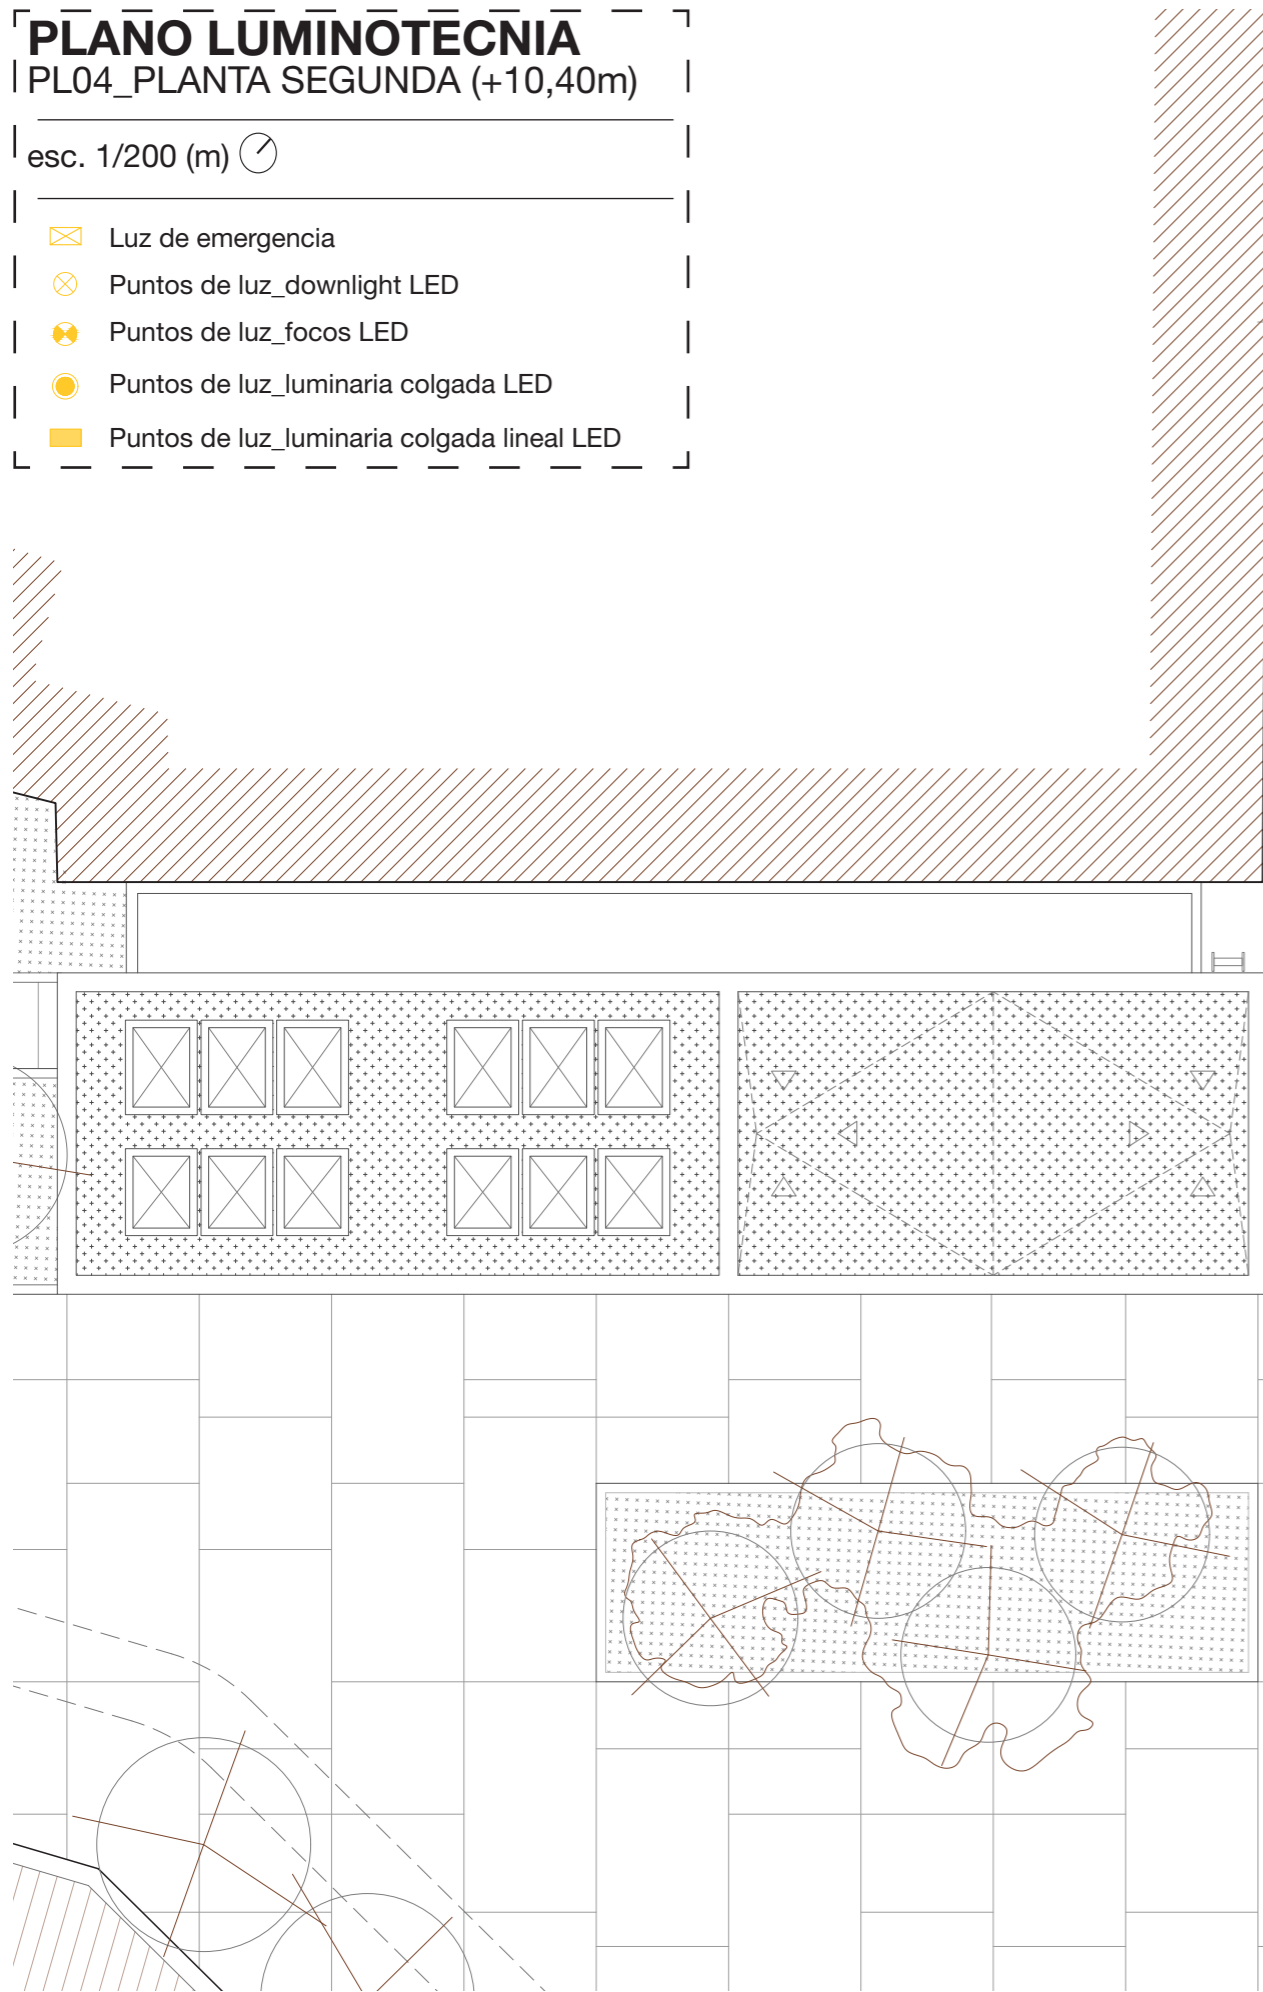 PLANO LUMINOTECNIA
PL04_PLANTA SEGUNDA (+10,40m)
esc. 1/200 (m)
Luz de emergencia
Puntos de luz_downlight LED
Puntos de luz_focos LED
Puntos de luz_luminaria colgada LED
Puntos de luz_luminaria colgada lineal LED